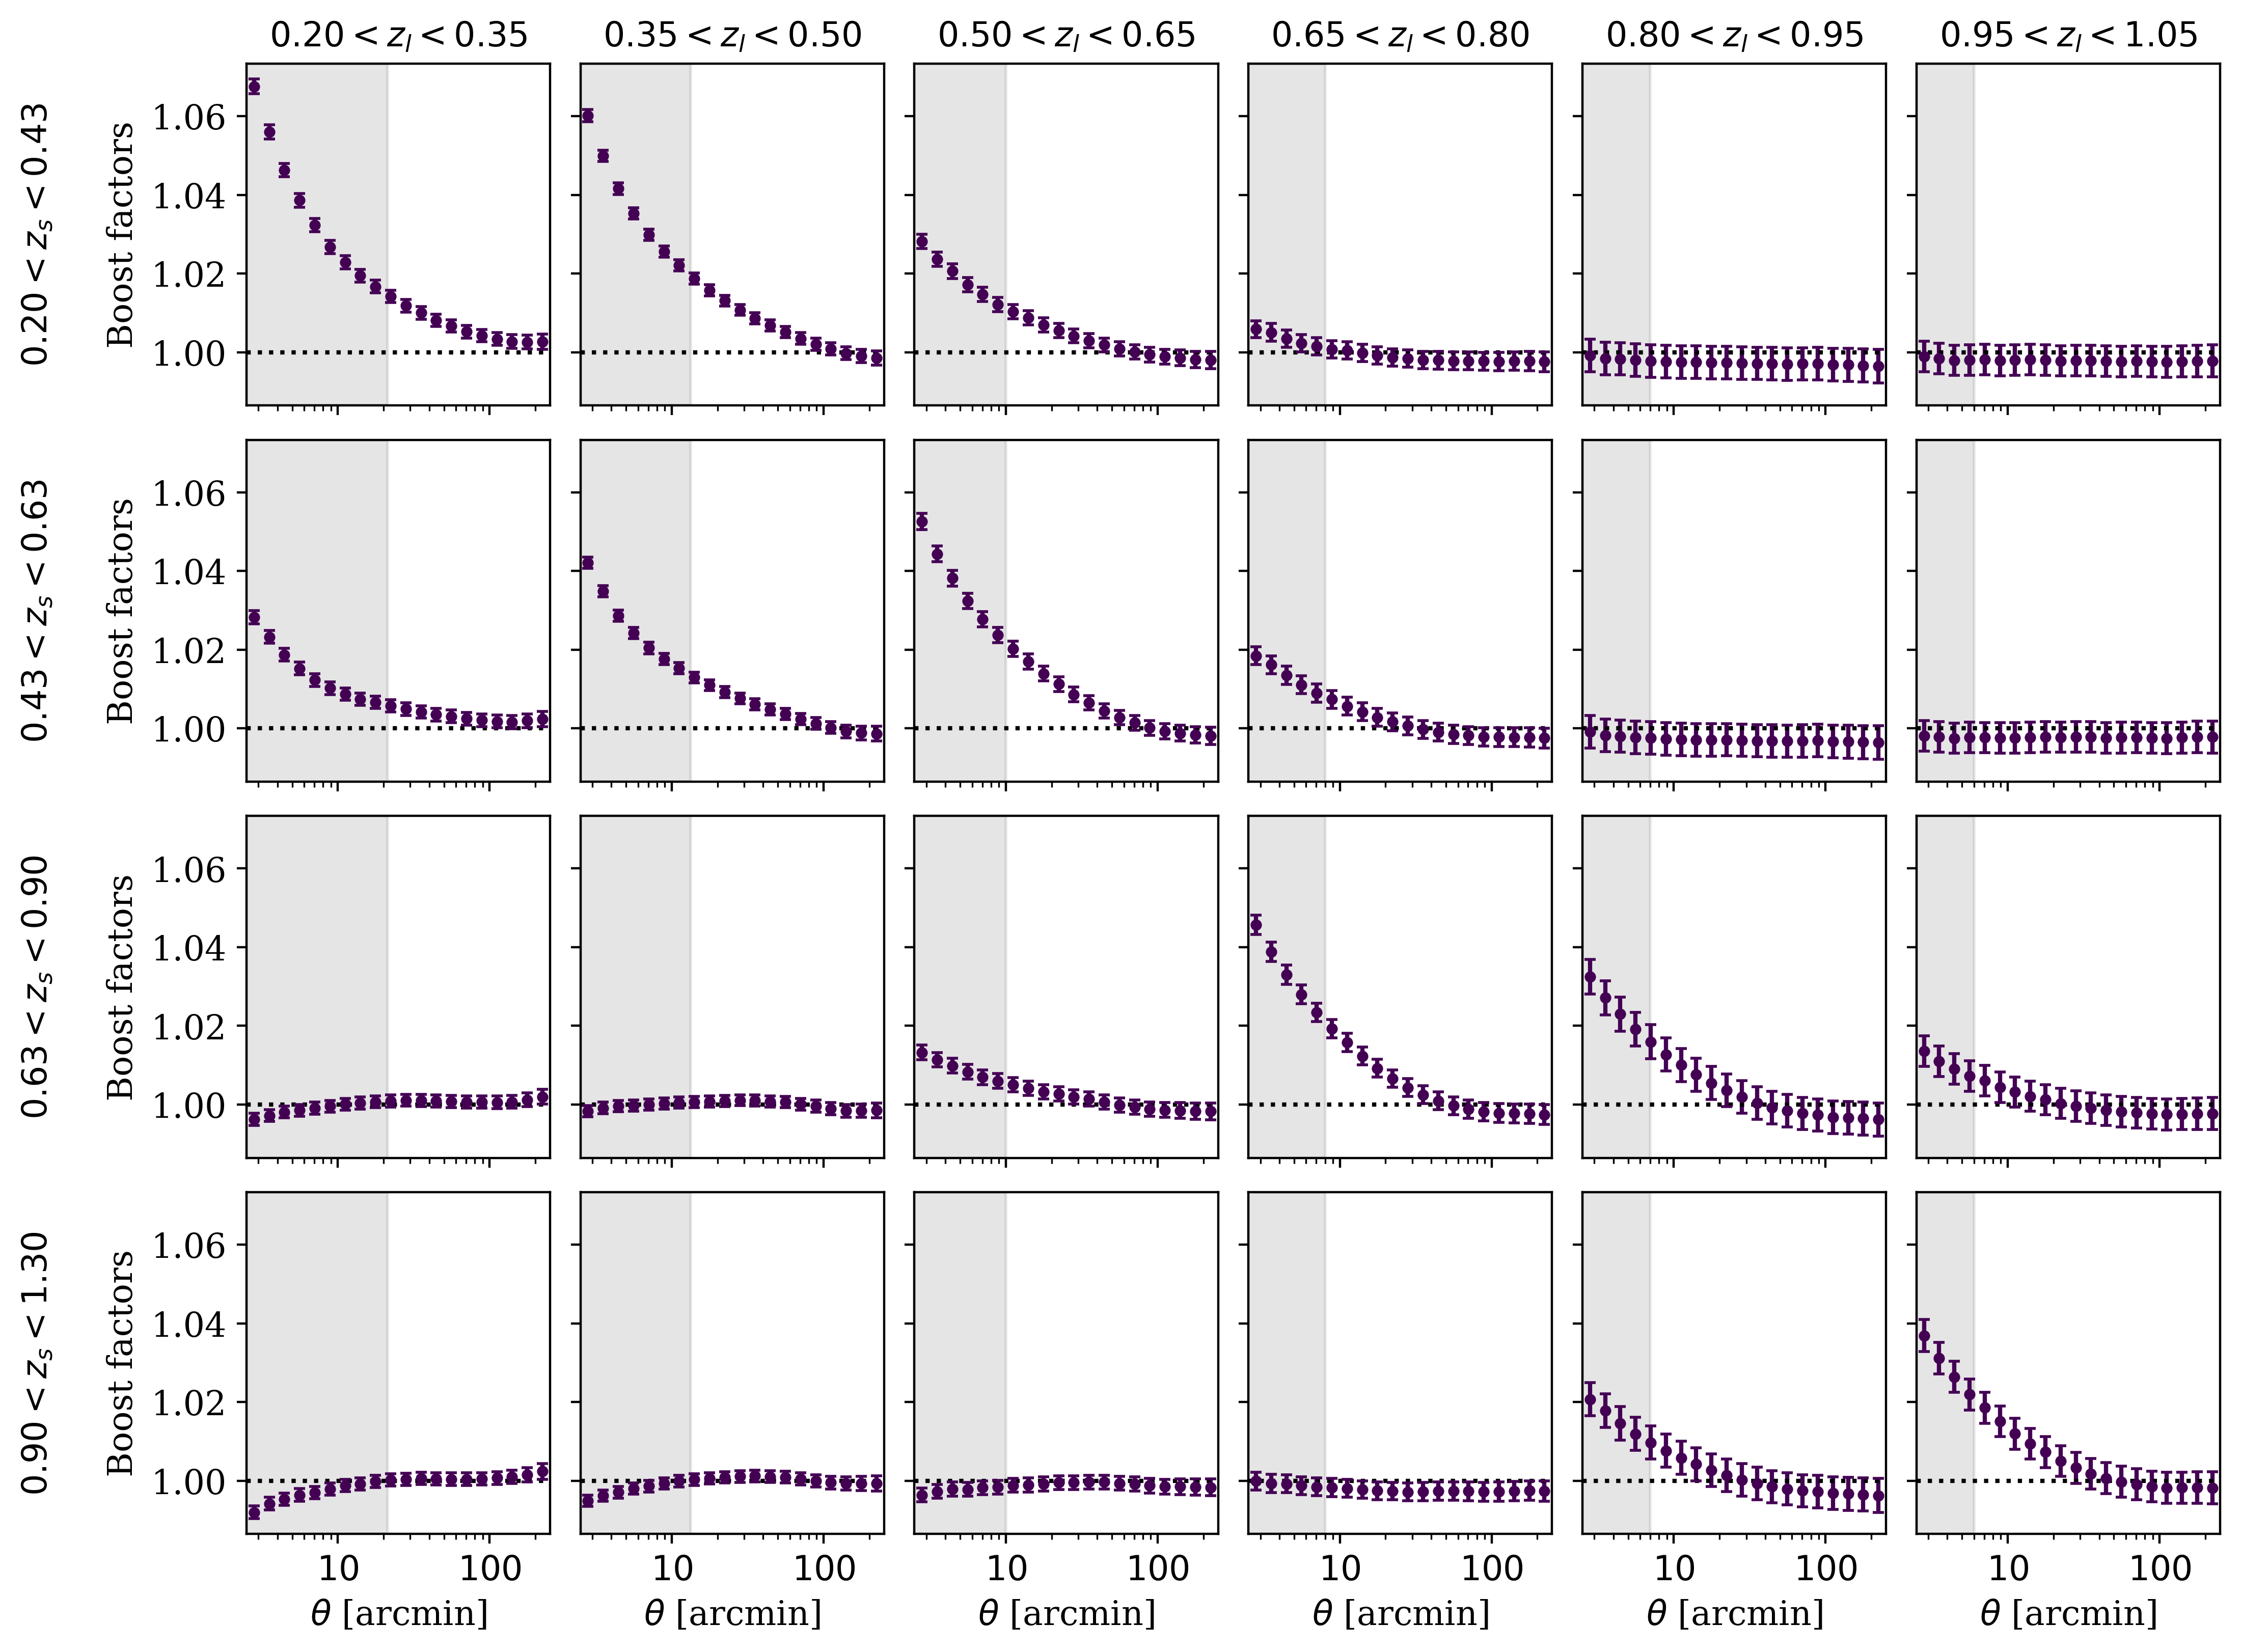 0.20 < z_l < 0.35 0.35 < z_l < 0.50 0.50 < z_l < 0.65 0.65 < z_l < 0.80 0.80 < z_l < 0.95 0.95 < z_l < 1.05
0.20 < z_s < 0.43
Boost factors
1.06
1.04
1.02
1.00
0.43 < z_s < 0.63
Boost factors
1.06
1.04
1.02
1.00
0.63 < z_s < 0.90
Boost factors
1.06
1.04
1.02
1.00
0.90 < z_s < 1.30
Boost factors
1.06
1.04
1.02
1.00
10 100 10 100 10 100 10 100 10 100 10 100
θ [arcmin] θ [arcmin] θ [arcmin] θ [arcmin] θ [arcmin] θ [arcmin]